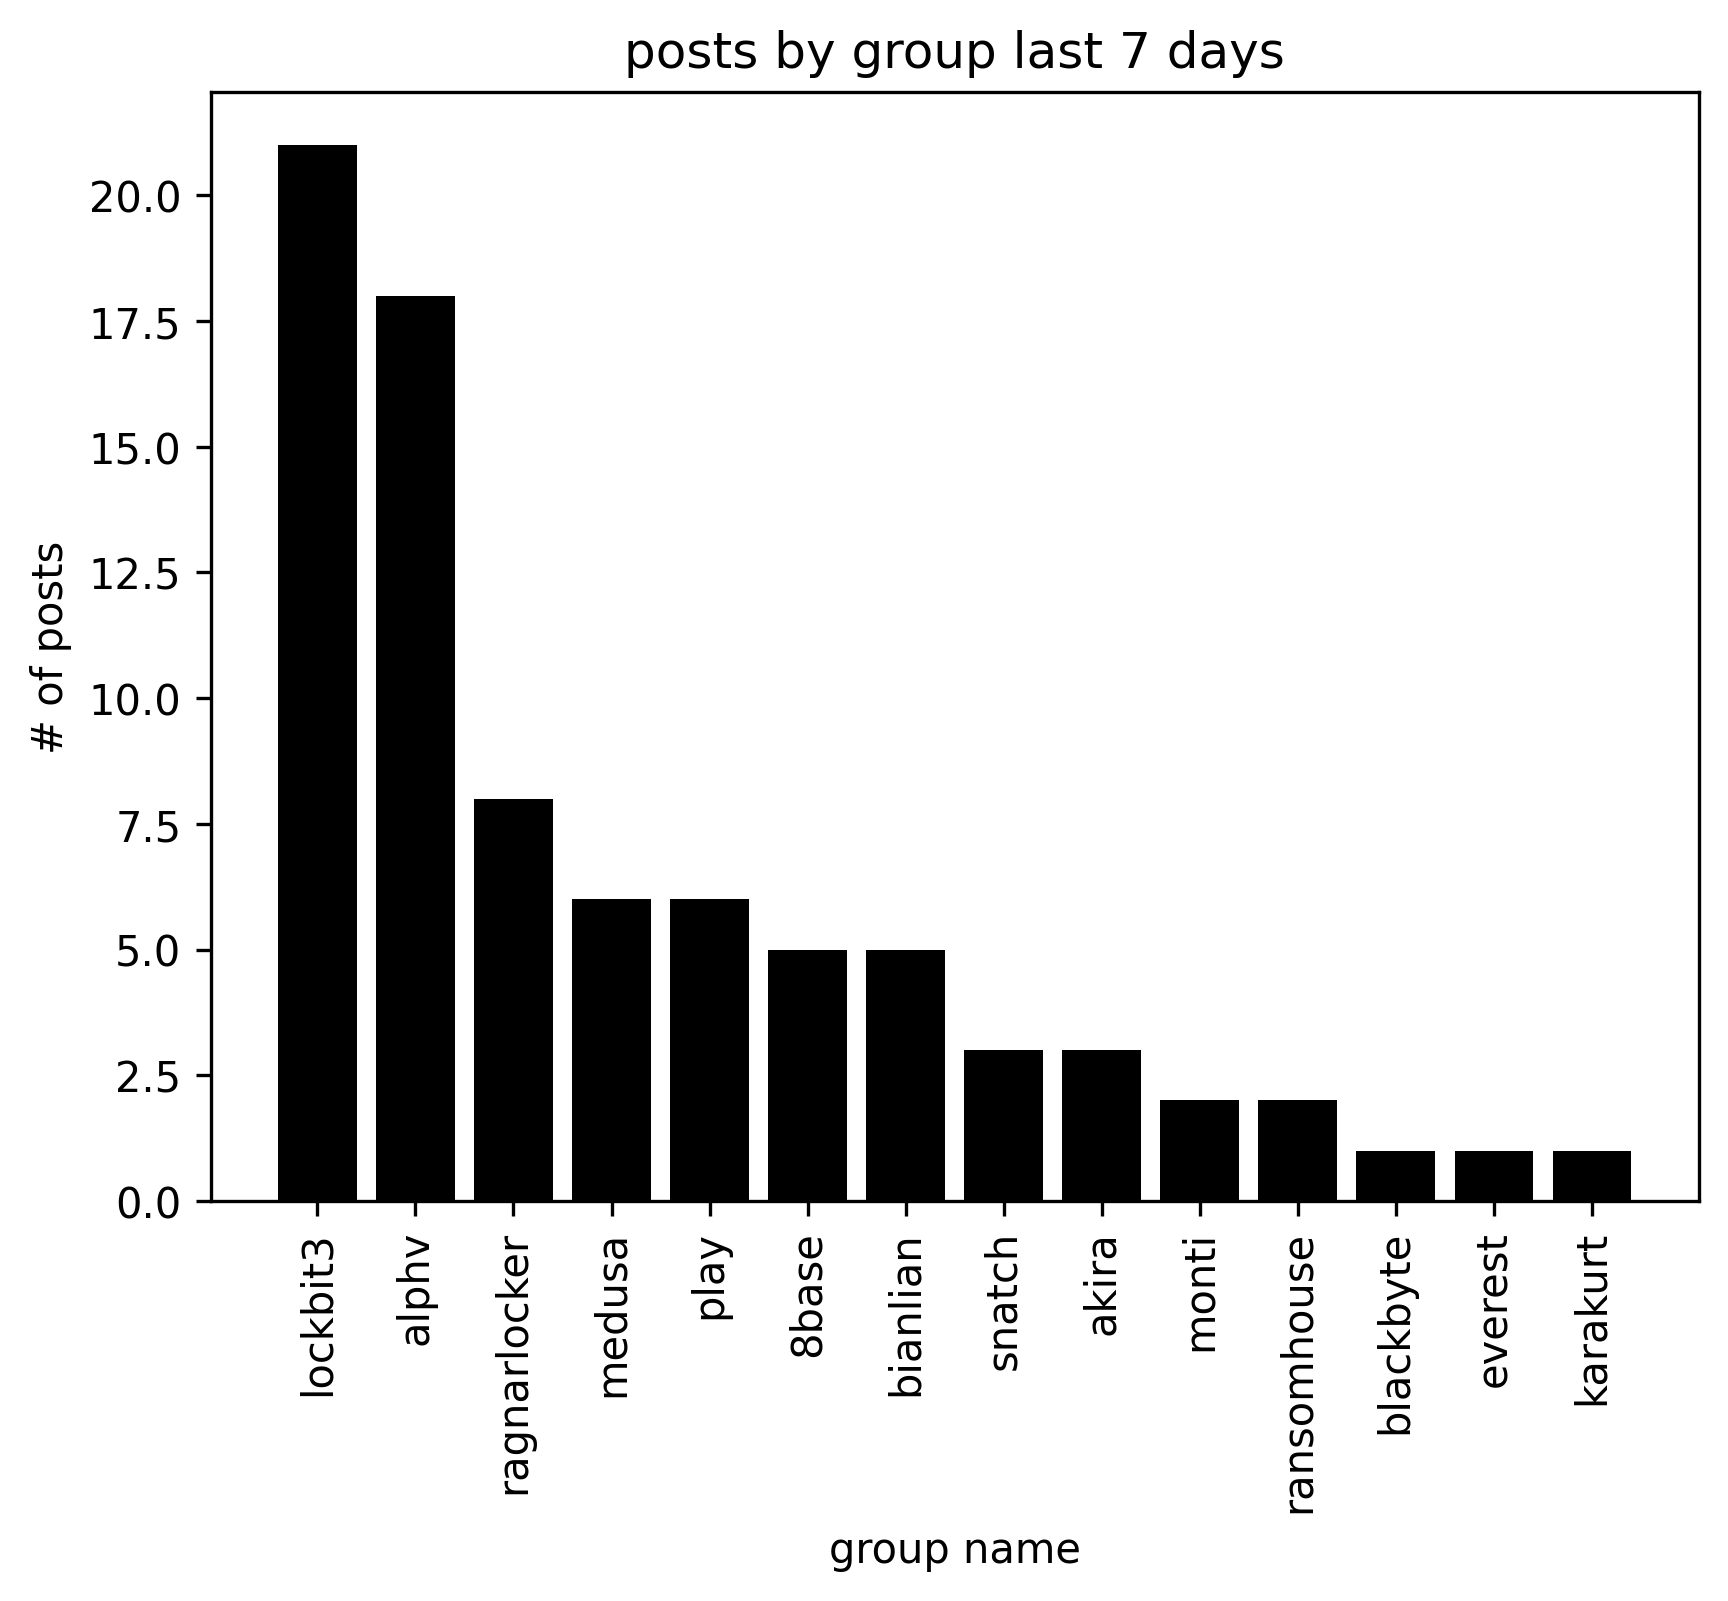 posts by group last 7 days
# of posts
20.0
17.5
15.0
12.5
10.0
7.5
5.0
2.5
0.0
lockbit3
alphv
ragnarlocker
medusa
play
8base
bianlian
snatch
akira
monti
ransomhouse
blackbyte
everest
karakurt
group name